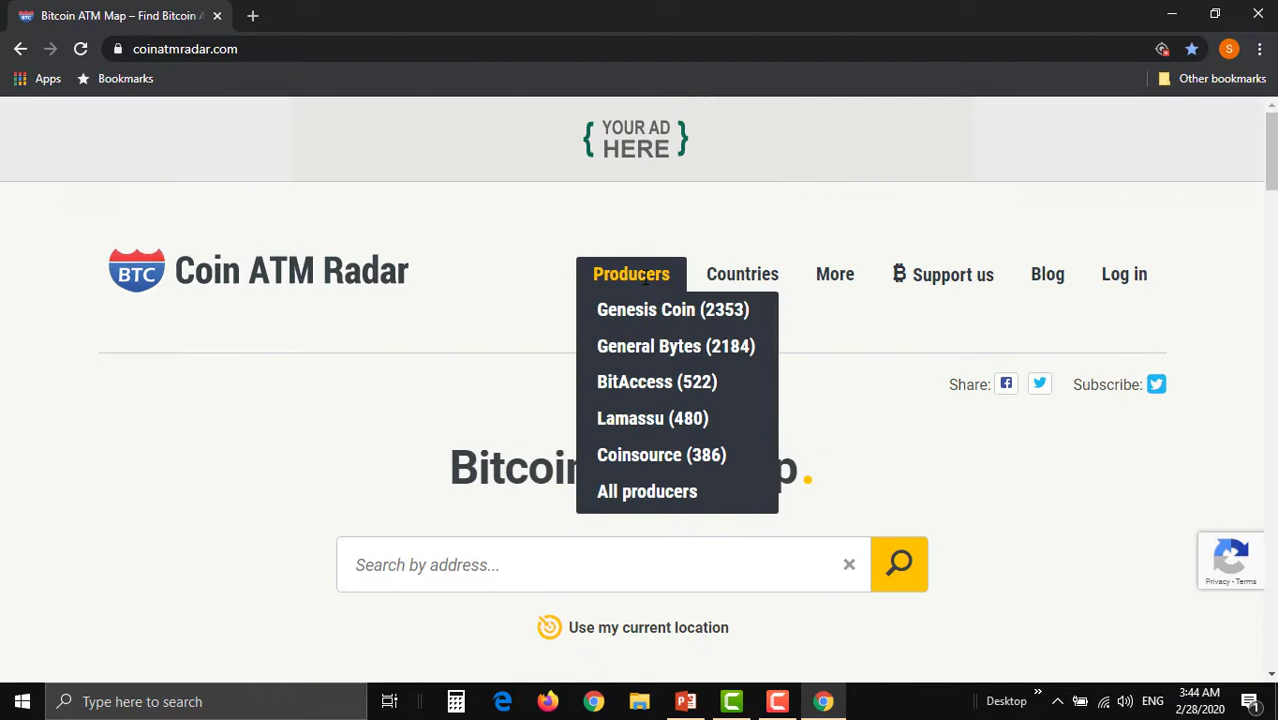 Bitcoin ATM Map – Find Bitcoin A
coinatmradar.com
S
Apps
Bookmarks
Other bookmarks
YOUR AD
HERE
BTC
Coin ATM Radar
Producers
Countries
More
Support us
Blog
Log in
Genesis Coin (2353)
General Bytes (2184)
BitAccess (522)
Lamassu (480)
Coinsource (386)
All producers
Share:
Subscribe:
Bitcoin p.
Search by address...
Use my current location
Privacy - Terms
Type here to search
Desktop
ENG
3:44 AM
2/28/2020
1